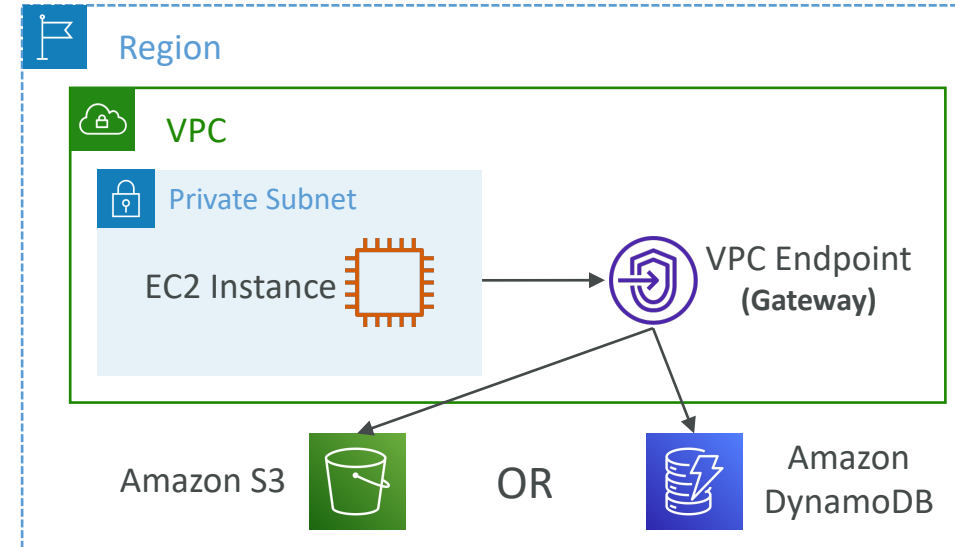 Region
VPC
Private Subnet
EC2 Instance
VPC Endpoint
(Gateway)
Amazon S3
OR
Amazon
DynamoDB